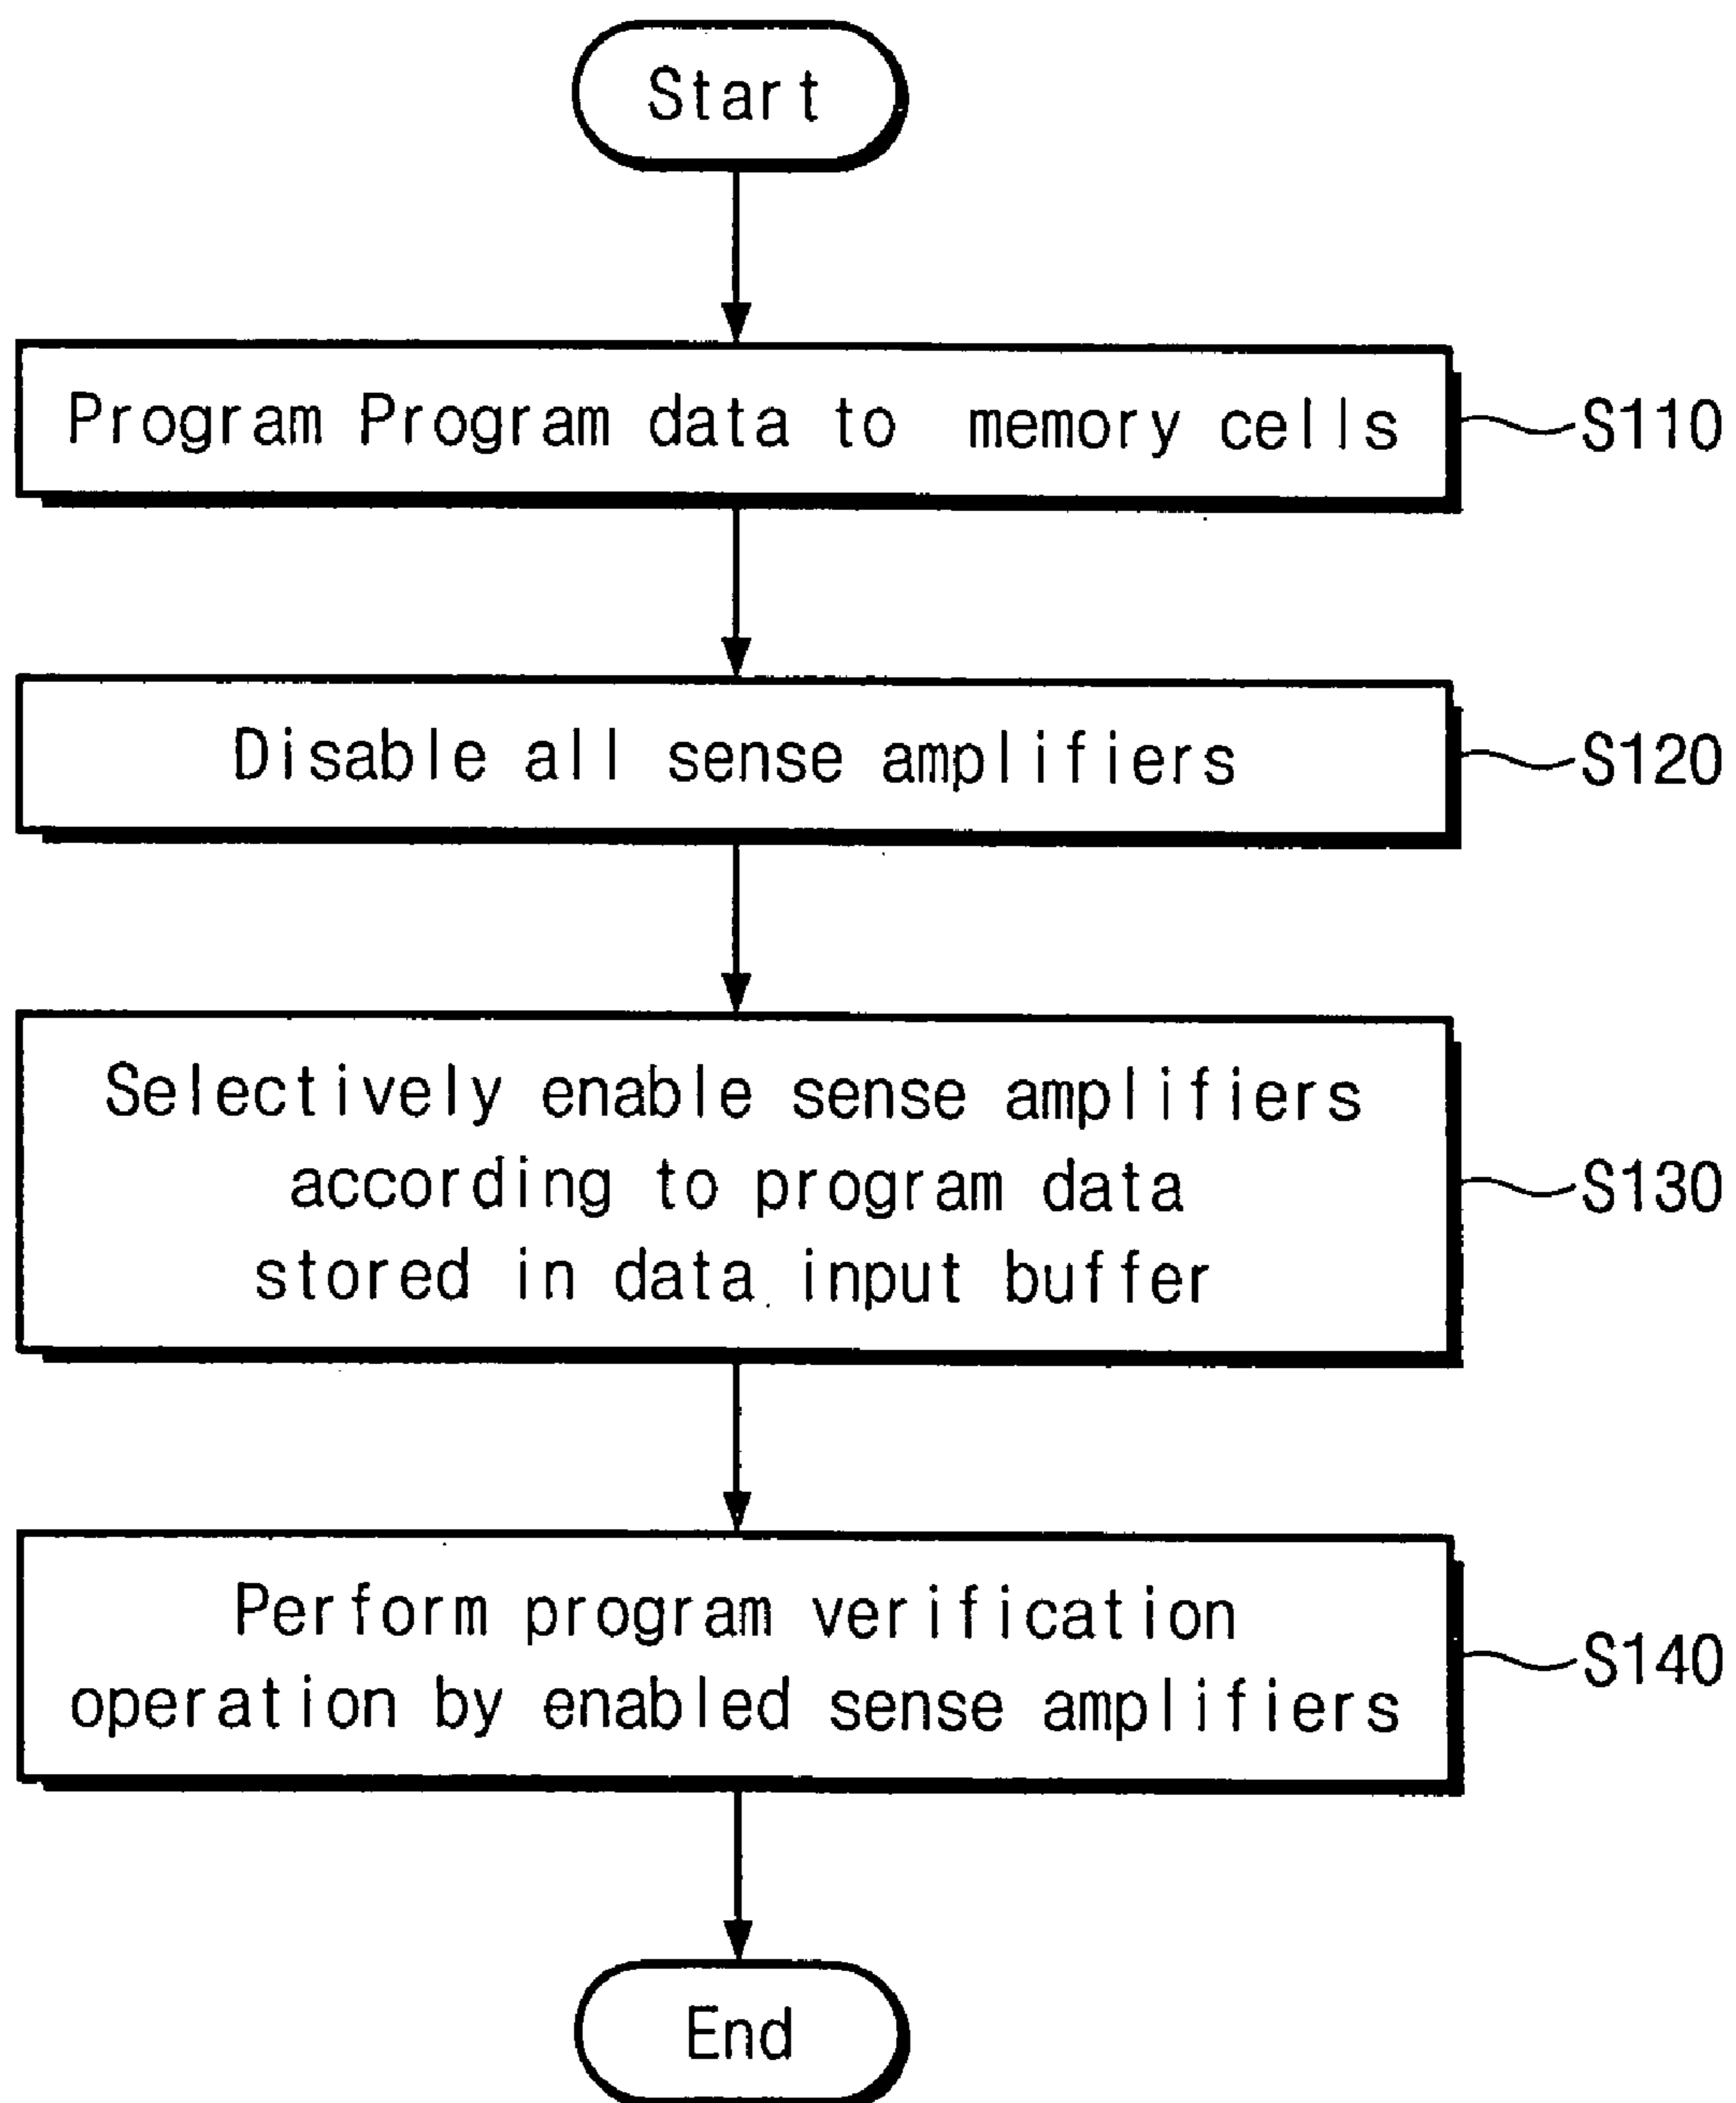 Start
Program Program data to memory cells
S110
Disable all sense amplifiers
S120
Selectively enable sense amplifiers
according to program data
stored in data input buffer
S130
Perform program verification
operation by enabled sense amplifiers
S140
End